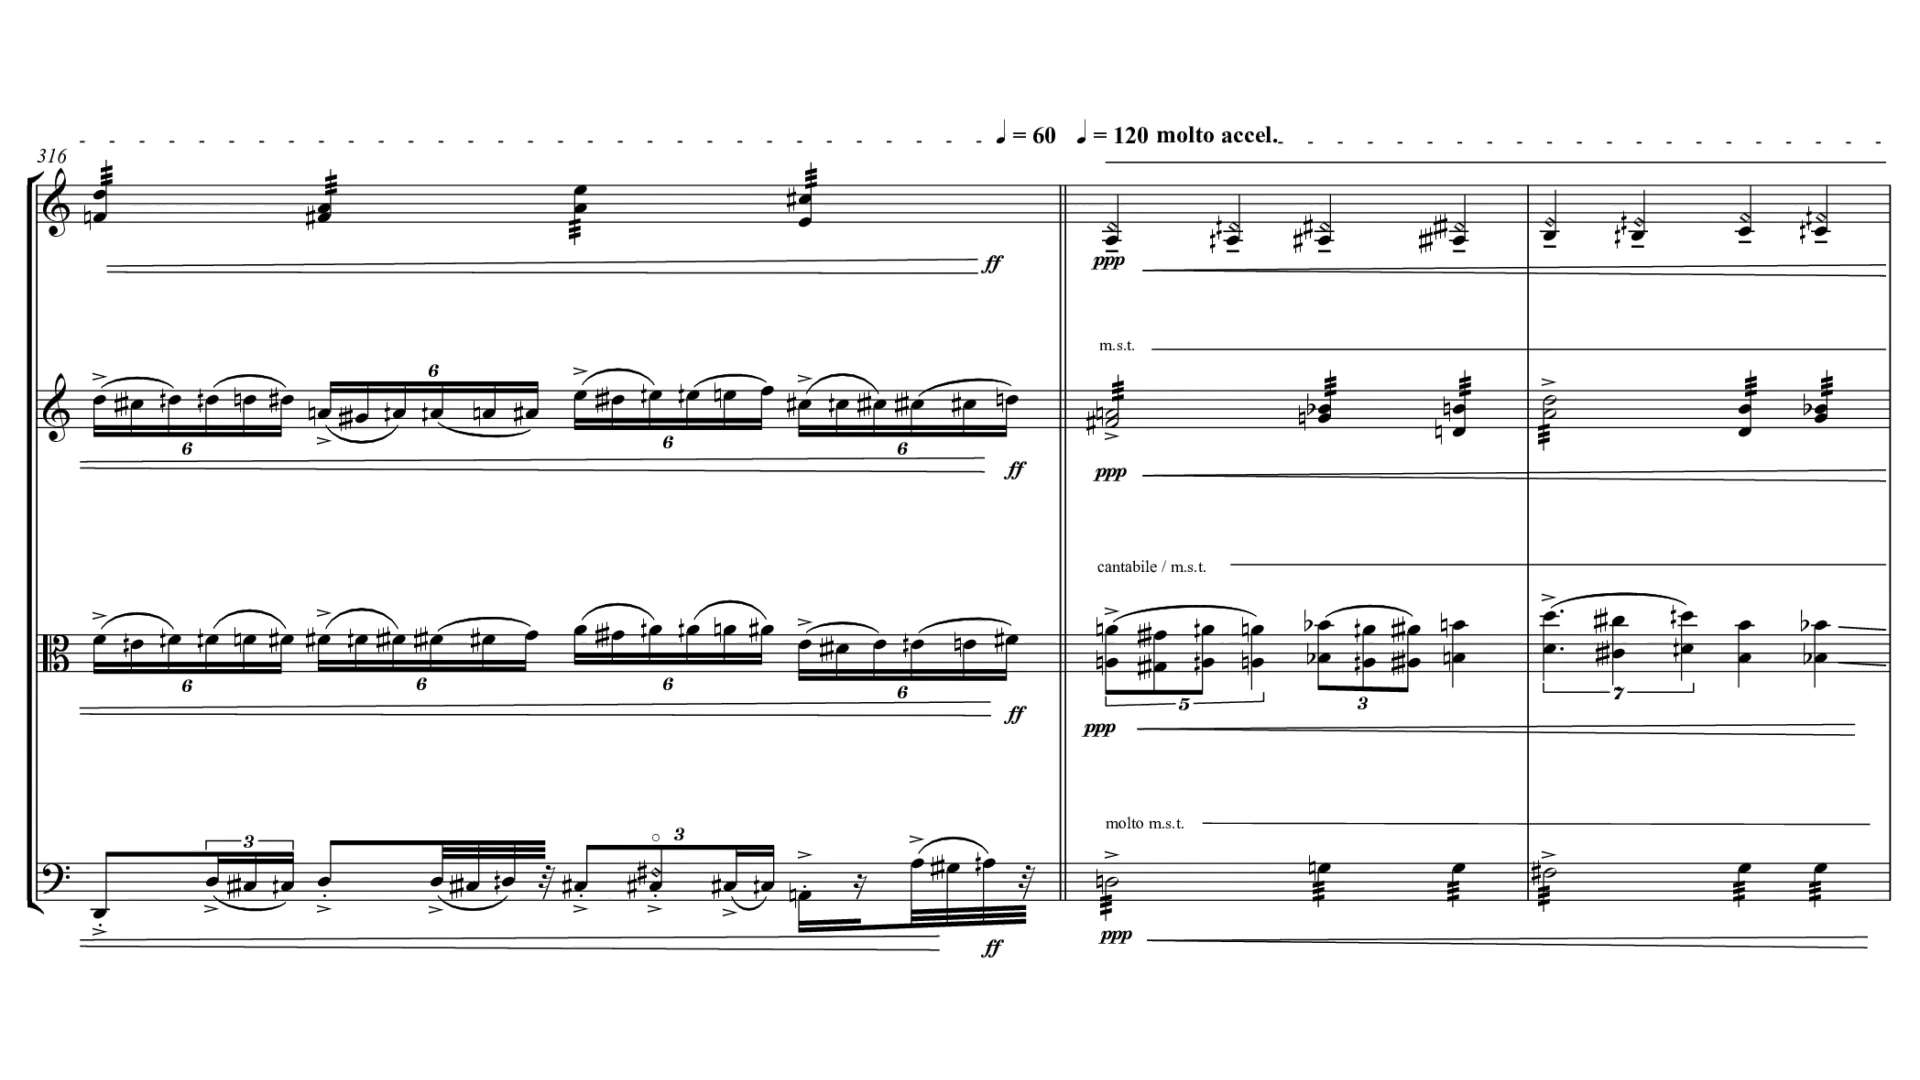 ♩ = 60 ♩ = 120 molto accel.
316
ff ppp
m.s.t.
6
6 6 6
ff ppp
cantabile / m.s.t.
6 6 6 6
5 3 7
ff ppp
molto m.s.t.
3 3
ff ppp